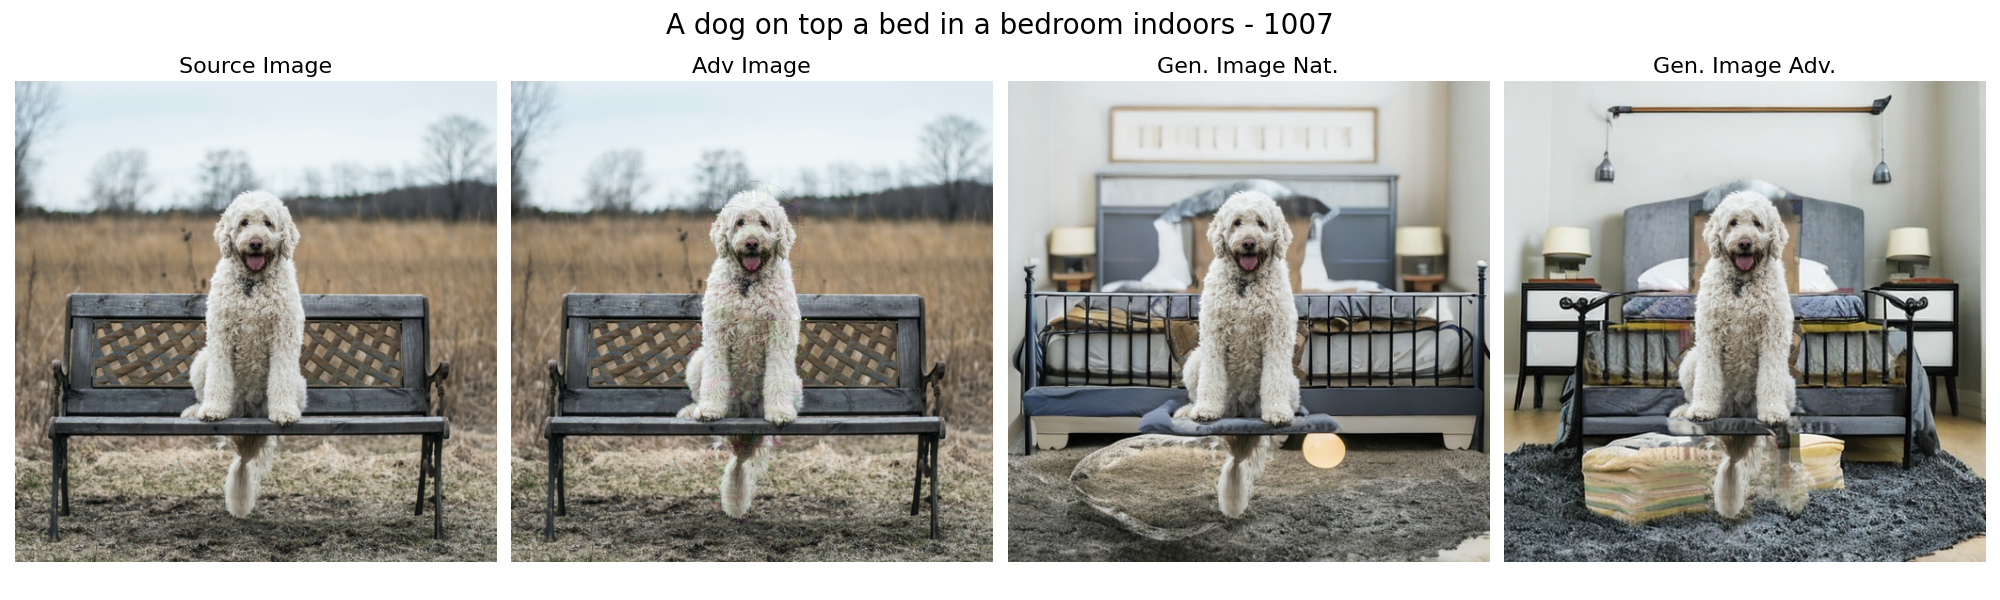 A dog on top a bed in a bedroom indoors - 1007
Source Image
Adv Image
Gen. Image Nat.
Gen. Image Adv.